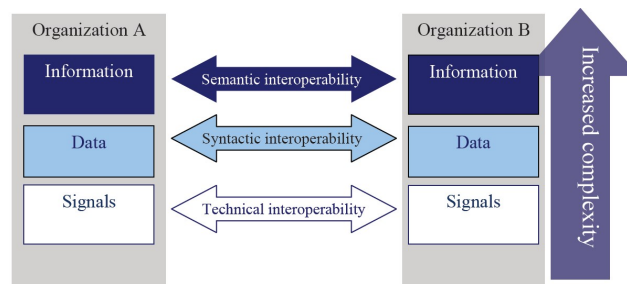 Organization A
Organization B
Information
Semantic interoperability
Information
Data
Syntactic interoperability
Data
Signals
Technical interoperability
Signals
Increased complexity